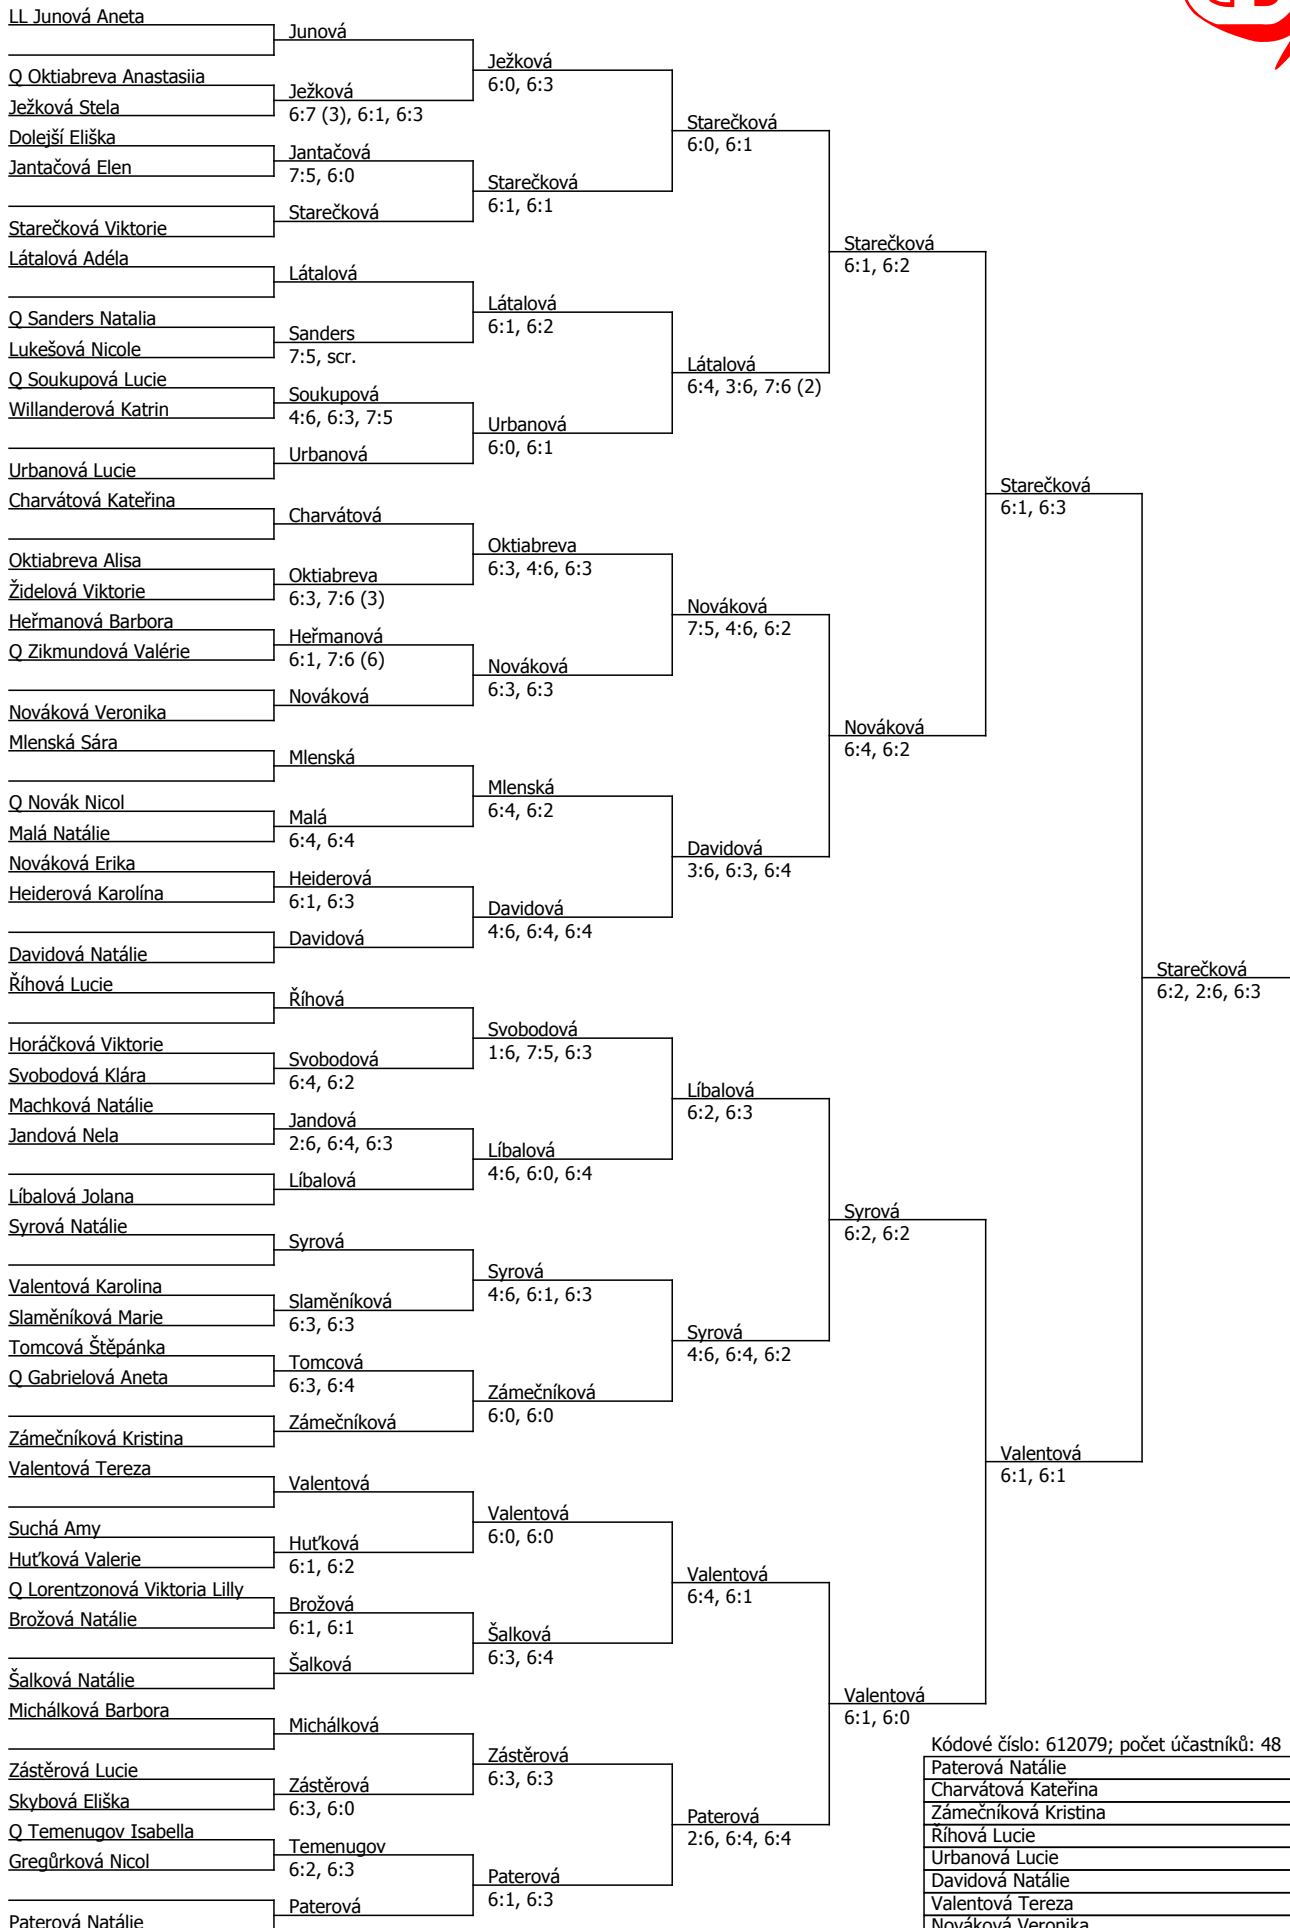 LL Junová Aneta
Q Oktiabreva Anastasiia
Ježková Stela
Dolejší Eliška
Jantačová Elen
Starečková Viktorie
Látalová Adéla
Q Sanders Natalia
Lukešová Nicole
Q Soukupová Lucie
Willanderová Katrin
Urbanová Lucie
Charvátová Kateřina
Oktiabreva Alisa
Židelová Viktorie
Heřmanová Barbora
Q Zikmundová Valérie
Nováková Veronika
Mlenská Sára
Q Novák Nicol
Malá Natálie
Nováková Erika
Heiderová Karolína
Davidová Natálie
Říhová Lucie
Horáčková Viktorie
Svobodová Klára
Machková Natálie
Jandová Nela
Líbalová Jolana
Syrová Natálie
Valentová Karolina
Slaměníková Marie
Tomcová Štěpánka
Q Gabrielová Aneta
Zámečníková Kristina
Valentová Tereza
Suchá Amy
Huťková Valerie
Q Lorentzonová Viktoria Lilly
Brožová Natálie
Šalková Natálie
Michálková Barbora
Zástěrová Lucie
Skybová Eliška
Q Temenugov Isabella
Gregůrková Nicol
Paterová Natálie
Junová
Ježková
6:7 (3), 6:1, 6:3
Jantačová
7:5, 6:0
Starečková
Látalová
Sanders
7:5, scr.
Soukupová
4:6, 6:3, 7:5
Urbanová
Charvátová
Oktiabreva
6:3, 7:6 (3)
Heřmanová
6:1, 7:6 (6)
Nováková
Mlenská
Malá
6:4, 6:4
Heiderová
6:1, 6:3
Davidová
Říhová
Svobodová
6:4, 6:2
Jandová
2:6, 6:4, 6:3
Líbalová
Syrová
Slaměníková
6:3, 6:3
Tomcová
6:3, 6:4
Zámečníková
Valentová
Huťková
6:1, 6:2
Brožová
6:1, 6:1
Šalková
Michálková
Zástěrová
6:3, 6:0
Temenugov
6:2, 6:3
Paterová
Ježková
6:0, 6:3
Starečková
6:1, 6:1
Látalová
6:1, 6:2
Urbanová
6:0, 6:1
Oktiabreva
6:3, 4:6, 6:3
Nováková
6:3, 6:3
Mlenská
6:4, 6:2
Davidová
4:6, 6:4, 6:4
Svobodová
1:6, 7:5, 6:3
Líbalová
4:6, 6:0, 6:4
Syrová
4:6, 6:1, 6:3
Zámečníková
6:0, 6:0
Valentová
6:0, 6:0
Šalková
6:3, 6:4
Zástěrová
6:3, 6:3
Paterová
6:1, 6:3
Starečková
6:0, 6:1
Látalová
6:4, 3:6, 7:6 (2)
Nováková
7:5, 4:6, 6:2
Davidová
3:6, 6:3, 6:4
Líbalová
6:2, 6:3
Syrová
4:6, 6:4, 6:2
Valentová
6:4, 6:1
Paterová
2:6, 6:4, 6:4
Starečková
6:1, 6:2
Nováková
6:4, 6:2
Syrová
6:2, 6:2
Valentová
6:1, 6:0
Starečková
6:1, 6:3
Valentová
6:1, 6:1
Starečková
6:2, 2:6, 6:3
Kódové číslo: 612079; počet účastníků: 48
Paterová Natálie
Charvátová Kateřina
Zámečníková Kristina
Říhová Lucie
Urbanová Lucie
Davidová Natálie
Valentová Tereza
Nováková Veronika